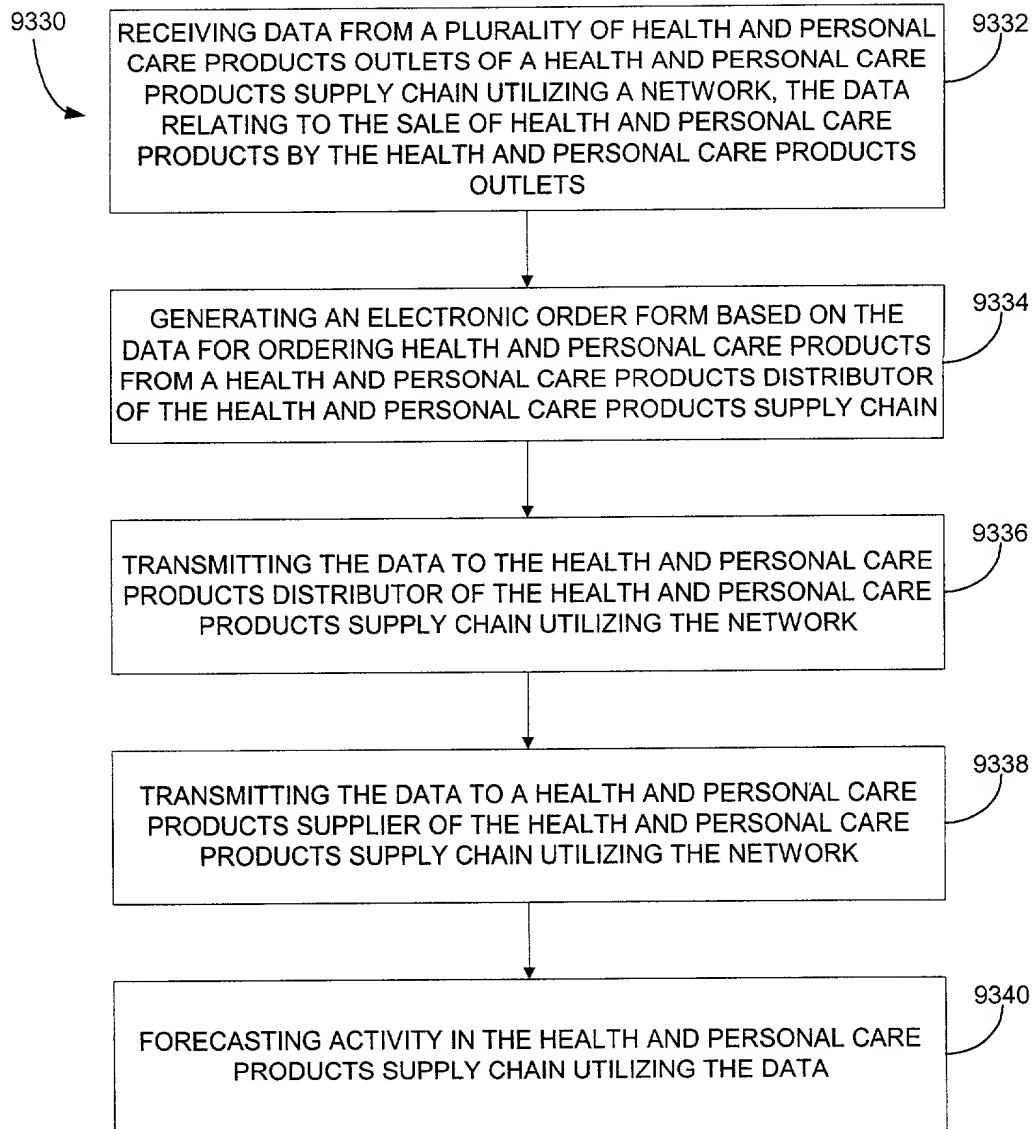 9330
RECEIVING DATA FROM A PLURALITY OF HEALTH AND PERSONAL
CARE PRODUCTS OUTLETS OF A HEALTH AND PERSONAL CARE
PRODUCTS SUPPLY CHAIN UTILIZING A NETWORK, THE DATA
RELATING TO THE SALE OF HEALTH AND PERSONAL CARE
PRODUCTS BY THE HEALTH AND PERSONAL CARE PRODUCTS
OUTLETS
9332
GENERATING AN ELECTRONIC ORDER FORM BASED ON THE
DATA FOR ORDERING HEALTH AND PERSONAL CARE PRODUCTS
FROM A HEALTH AND PERSONAL CARE PRODUCTS DISTRIBUTOR
OF THE HEALTH AND PERSONAL CARE PRODUCTS SUPPLY CHAIN
9334
TRANSMITTING THE DATA TO THE HEALTH AND PERSONAL CARE
PRODUCTS DISTRIBUTOR OF THE HEALTH AND PERSONAL CARE
PRODUCTS SUPPLY CHAIN UTILIZING THE NETWORK
9336
TRANSMITTING THE DATA TO A HEALTH AND PERSONAL CARE
PRODUCTS SUPPLIER OF THE HEALTH AND PERSONAL CARE
PRODUCTS SUPPLY CHAIN UTILIZING THE NETWORK
9338
FORECASTING ACTIVITY IN THE HEALTH AND PERSONAL CARE
PRODUCTS SUPPLY CHAIN UTILIZING THE DATA
9340